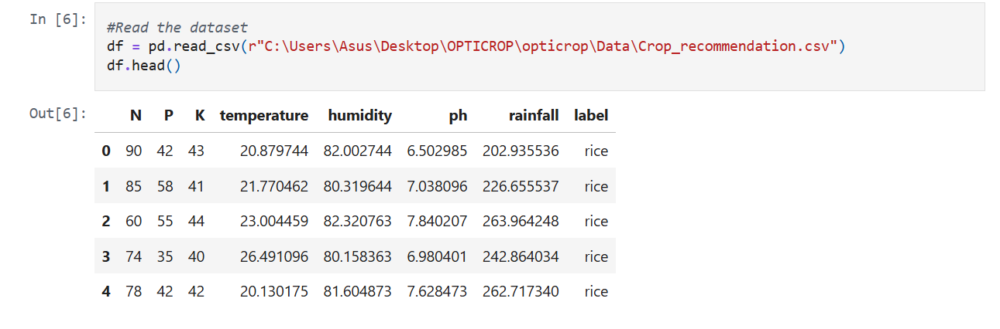 In [6]:
#Read the dataset
df = pd.read_csv(r"C:\Users\Asus\Desktop\OPTICROP\opticrop\Data\Crop_recommendation.csv")
df.head()
Out[6]:
N P K temperature humidity ph rainfall label
0 90 42 43 20.879744 82.002744 6.502985 202.935536 rice
1 85 58 41 21.770462 80.319644 7.038096 226.655537 rice
2 60 55 44 23.004459 82.320763 7.840207 263.964248 rice
3 74 35 40 26.491096 80.158363 6.980401 242.864034 rice
4 78 42 42 20.130175 81.604873 7.628473 262.717340 rice